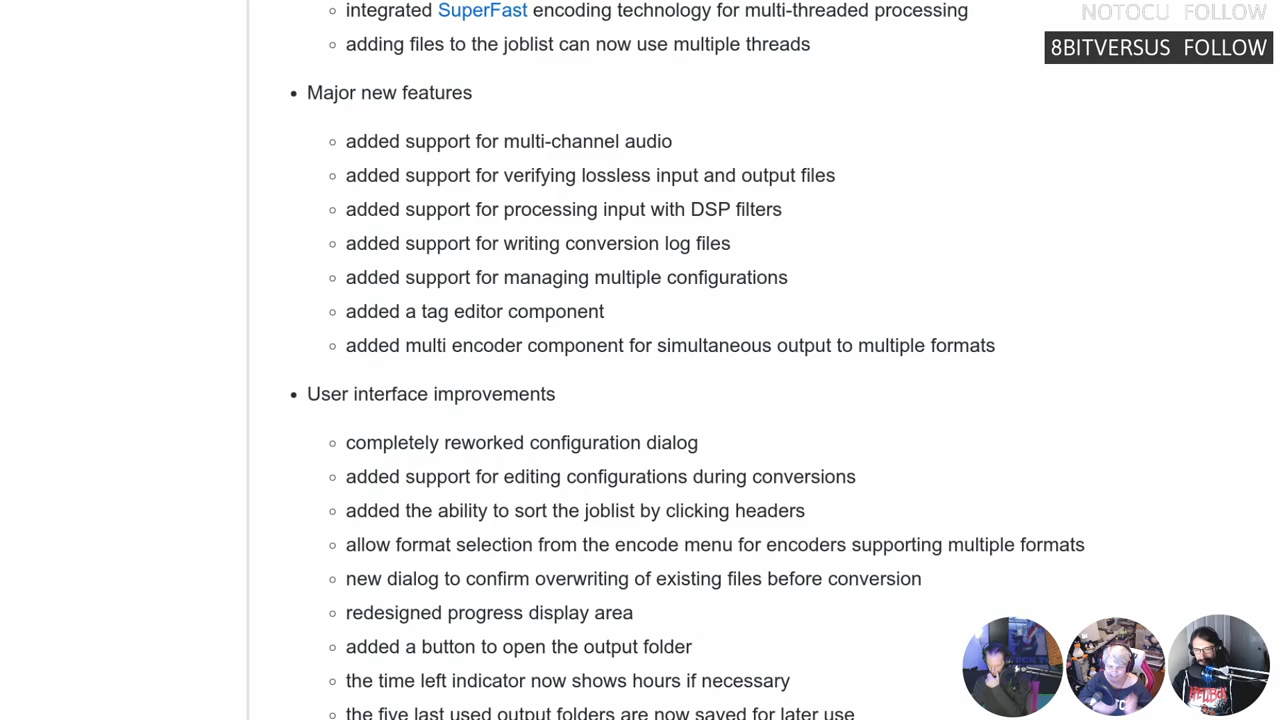 NOTOCU FOLLOW
integrated SuperFast encoding technology for multi-threaded processing
8BITVERSUS FOLLOW
adding files to the joblist can now use multiple threads
Major new features
added support for multi-channel audio
added support for verifying lossless input and output files
added support for processing input with DSP filters
added support for writing conversion log files
added support for managing multiple configurations
added a tag editor component
added multi encoder component for simultaneous output to multiple formats
User interface improvements
completely reworked configuration dialog
added support for editing configurations during conversions
added the ability to sort the joblist by clicking headers
allow format selection from the encode menu for encoders supporting multiple formats
new dialog to confirm overwriting of existing files before conversion
redesigned progress display area
added a button to open the output folder
the time left indicator now shows hours if necessary
the five last used output folders are now saved for later use